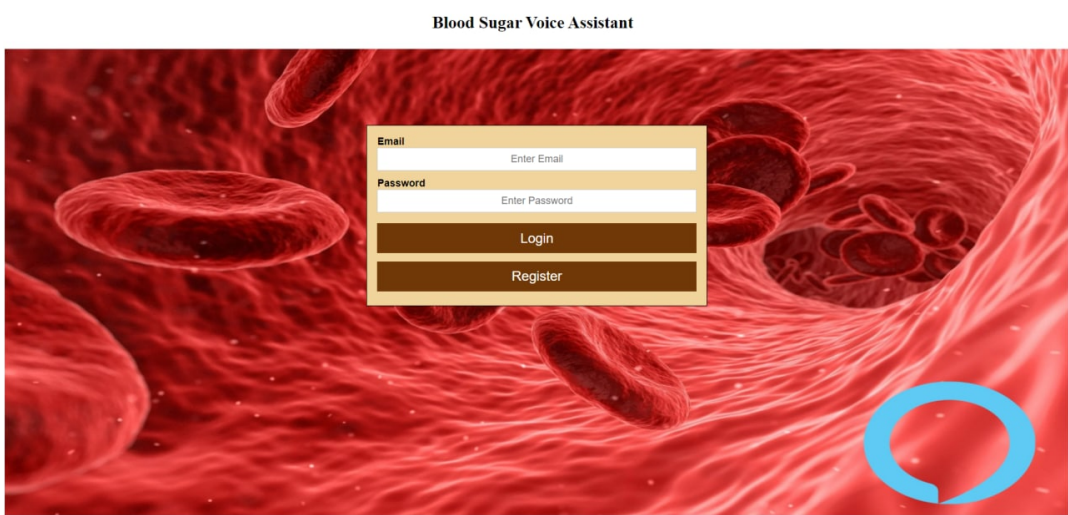 Blood Sugar Voice Assistant
Email
Enter Email
Password
Enter Password
Login
Register